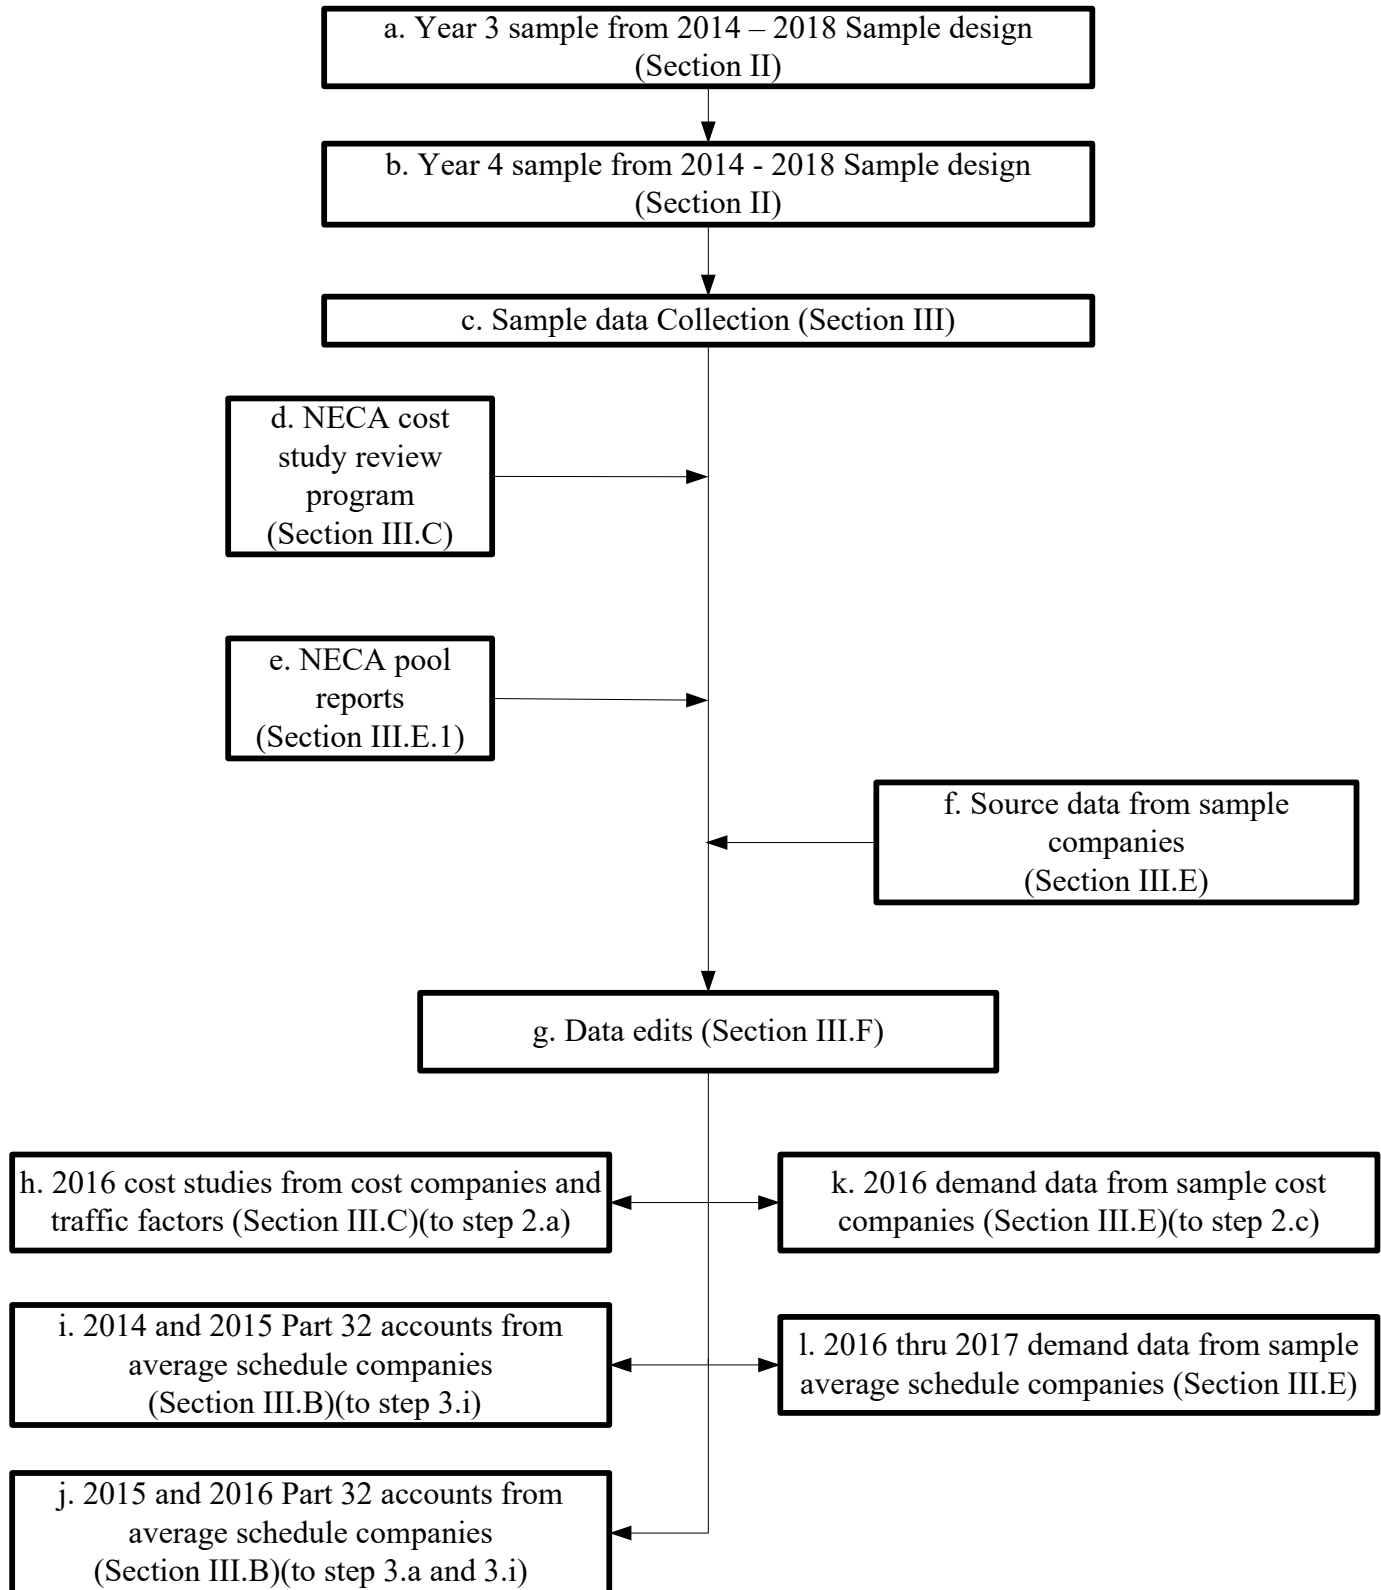 a. Year 3 sample from 2014 – 2018 Sample design
(Section II)
b. Year 4 sample from 2014 - 2018 Sample design
(Section II)
c. Sample data Collection (Section III)
d. NECA cost
study review
program
(Section III.C)
e. NECA pool
reports
(Section III.E.1)
f. Source data from sample
companies
(Section III.E)
g. Data edits (Section III.F)
h. 2016 cost studies from cost companies and
traffic factors (Section III.C)(to step 2.a)
k. 2016 demand data from sample cost
companies (Section III.E)(to step 2.c)
i. 2014 and 2015 Part 32 accounts from
average schedule companies
(Section III.B)(to step 3.i)
l. 2016 thru 2017 demand data from sample
average schedule companies (Section III.E)
j. 2015 and 2016 Part 32 accounts from
average schedule companies
(Section III.B)(to step 3.a and 3.i)